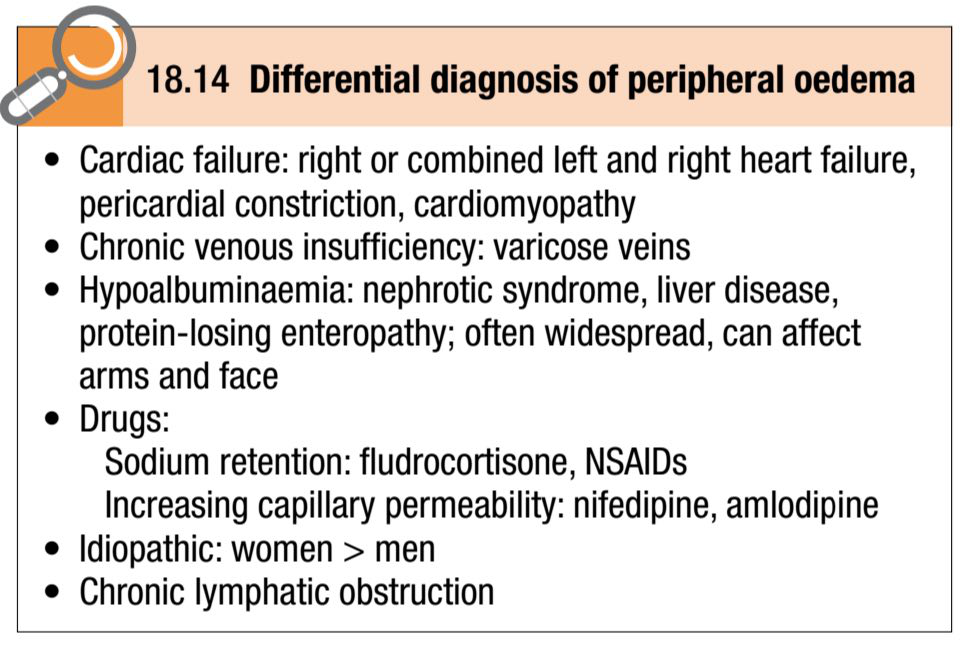 18.14 Differential diagnosis of peripheral oedema
• Cardiac failure: right or combined left and right heart failure,
pericardial constriction, cardiomyopathy
• Chronic venous insufficiency: varicose veins
• Hypoalbuminaemia: nephrotic syndrome, liver disease,
protein-losing enteropathy; often widespread, can affect
arms and face
• Drugs:
Sodium retention: fludrocortisone, NSAIDs
Increasing capillary permeability: nifedipine, amlodipine
• Idiopathic: women > men
• Chronic lymphatic obstruction